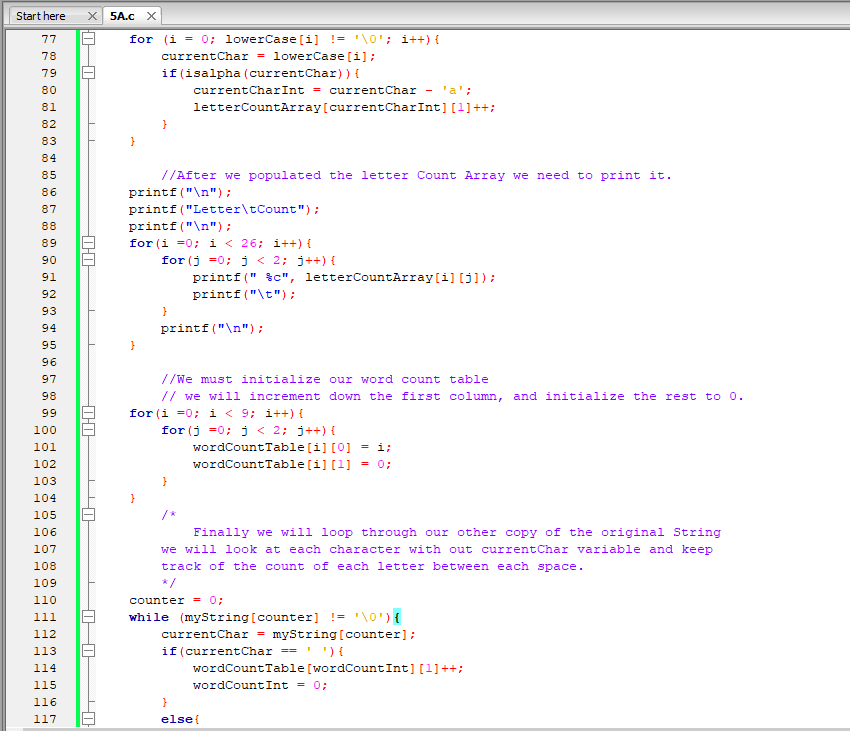 Start here
5A.c
77 for (i = 0; lowerCase[i] != '\0'; i++){
78 currentChar = lowerCase[i];
79 if(isalpha(currentChar)){
80 currentCharInt = currentChar - 'a';
81 letterCountArray[currentCharInt][1]++;
82 }
83 }
84
85 //After we populated the letter Count Array we need to print it.
86 printf("\n");
87 printf("Letter\tCount");
88 printf("\n");
89 for(i =0; i < 26; i++){
90 for(j =0; j < 2; j++){
91 printf(" %c", letterCountArray[i][j]);
92 printf("\t");
93 }
94 printf("\n");
95 }
96
97 //We must initialize our word count table
98 // we will increment down the first column, and initialize the rest to 0.
99 for(i =0; i < 9; i++){
100 for(j =0; j < 2; j++){
101 wordCountTable[i][0] = i;
102 wordCountTable[i][1] = 0;
103 }
104 }
105 /*
106 Finally we will loop through our other copy of the original String
107 we will look at each character with out currentChar variable and keep
108 track of the count of each letter between each space.
109 */
110 counter = 0;
111 while (myString[counter] != '\0'){
112 currentChar = myString[counter];
113 if(currentChar == ' '){
114 wordCountTable[wordCountInt][1]++;
115 wordCountInt = 0;
116 }
117 else{